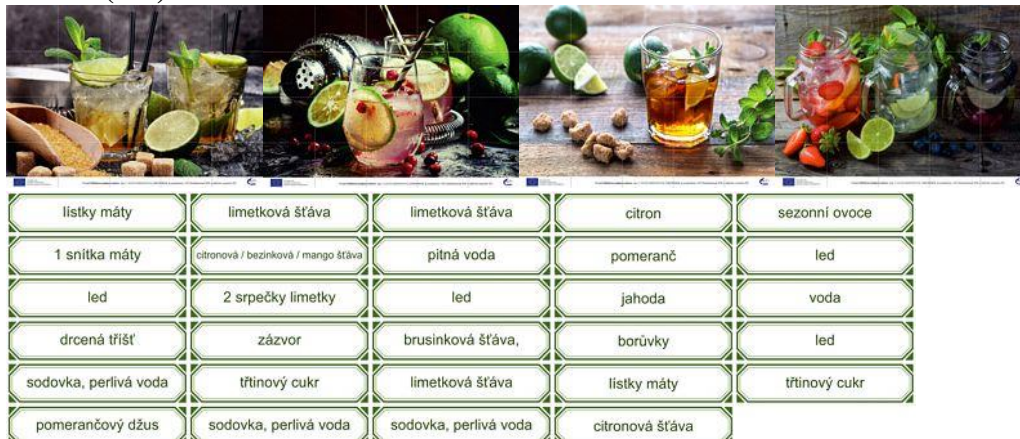 lístky máty
limetková šťáva
limetková šťáva
citron
sezonní ovoce
1 snítka máty
citronová / bezinková / mango šťáva
pitná voda
pomeranč
led
led
2 srpečky limetky
led
jahoda
voda
drcená tříšť
zázvor
brusinková šťáva,
borůvky
led
sodovka, perlivá voda
třtinový cukr
limetková šťáva
lístky máty
třtinový cukr
pomerančový džus
sodovka, perlivá voda
sodovka, perlivá voda
citronová šťáva